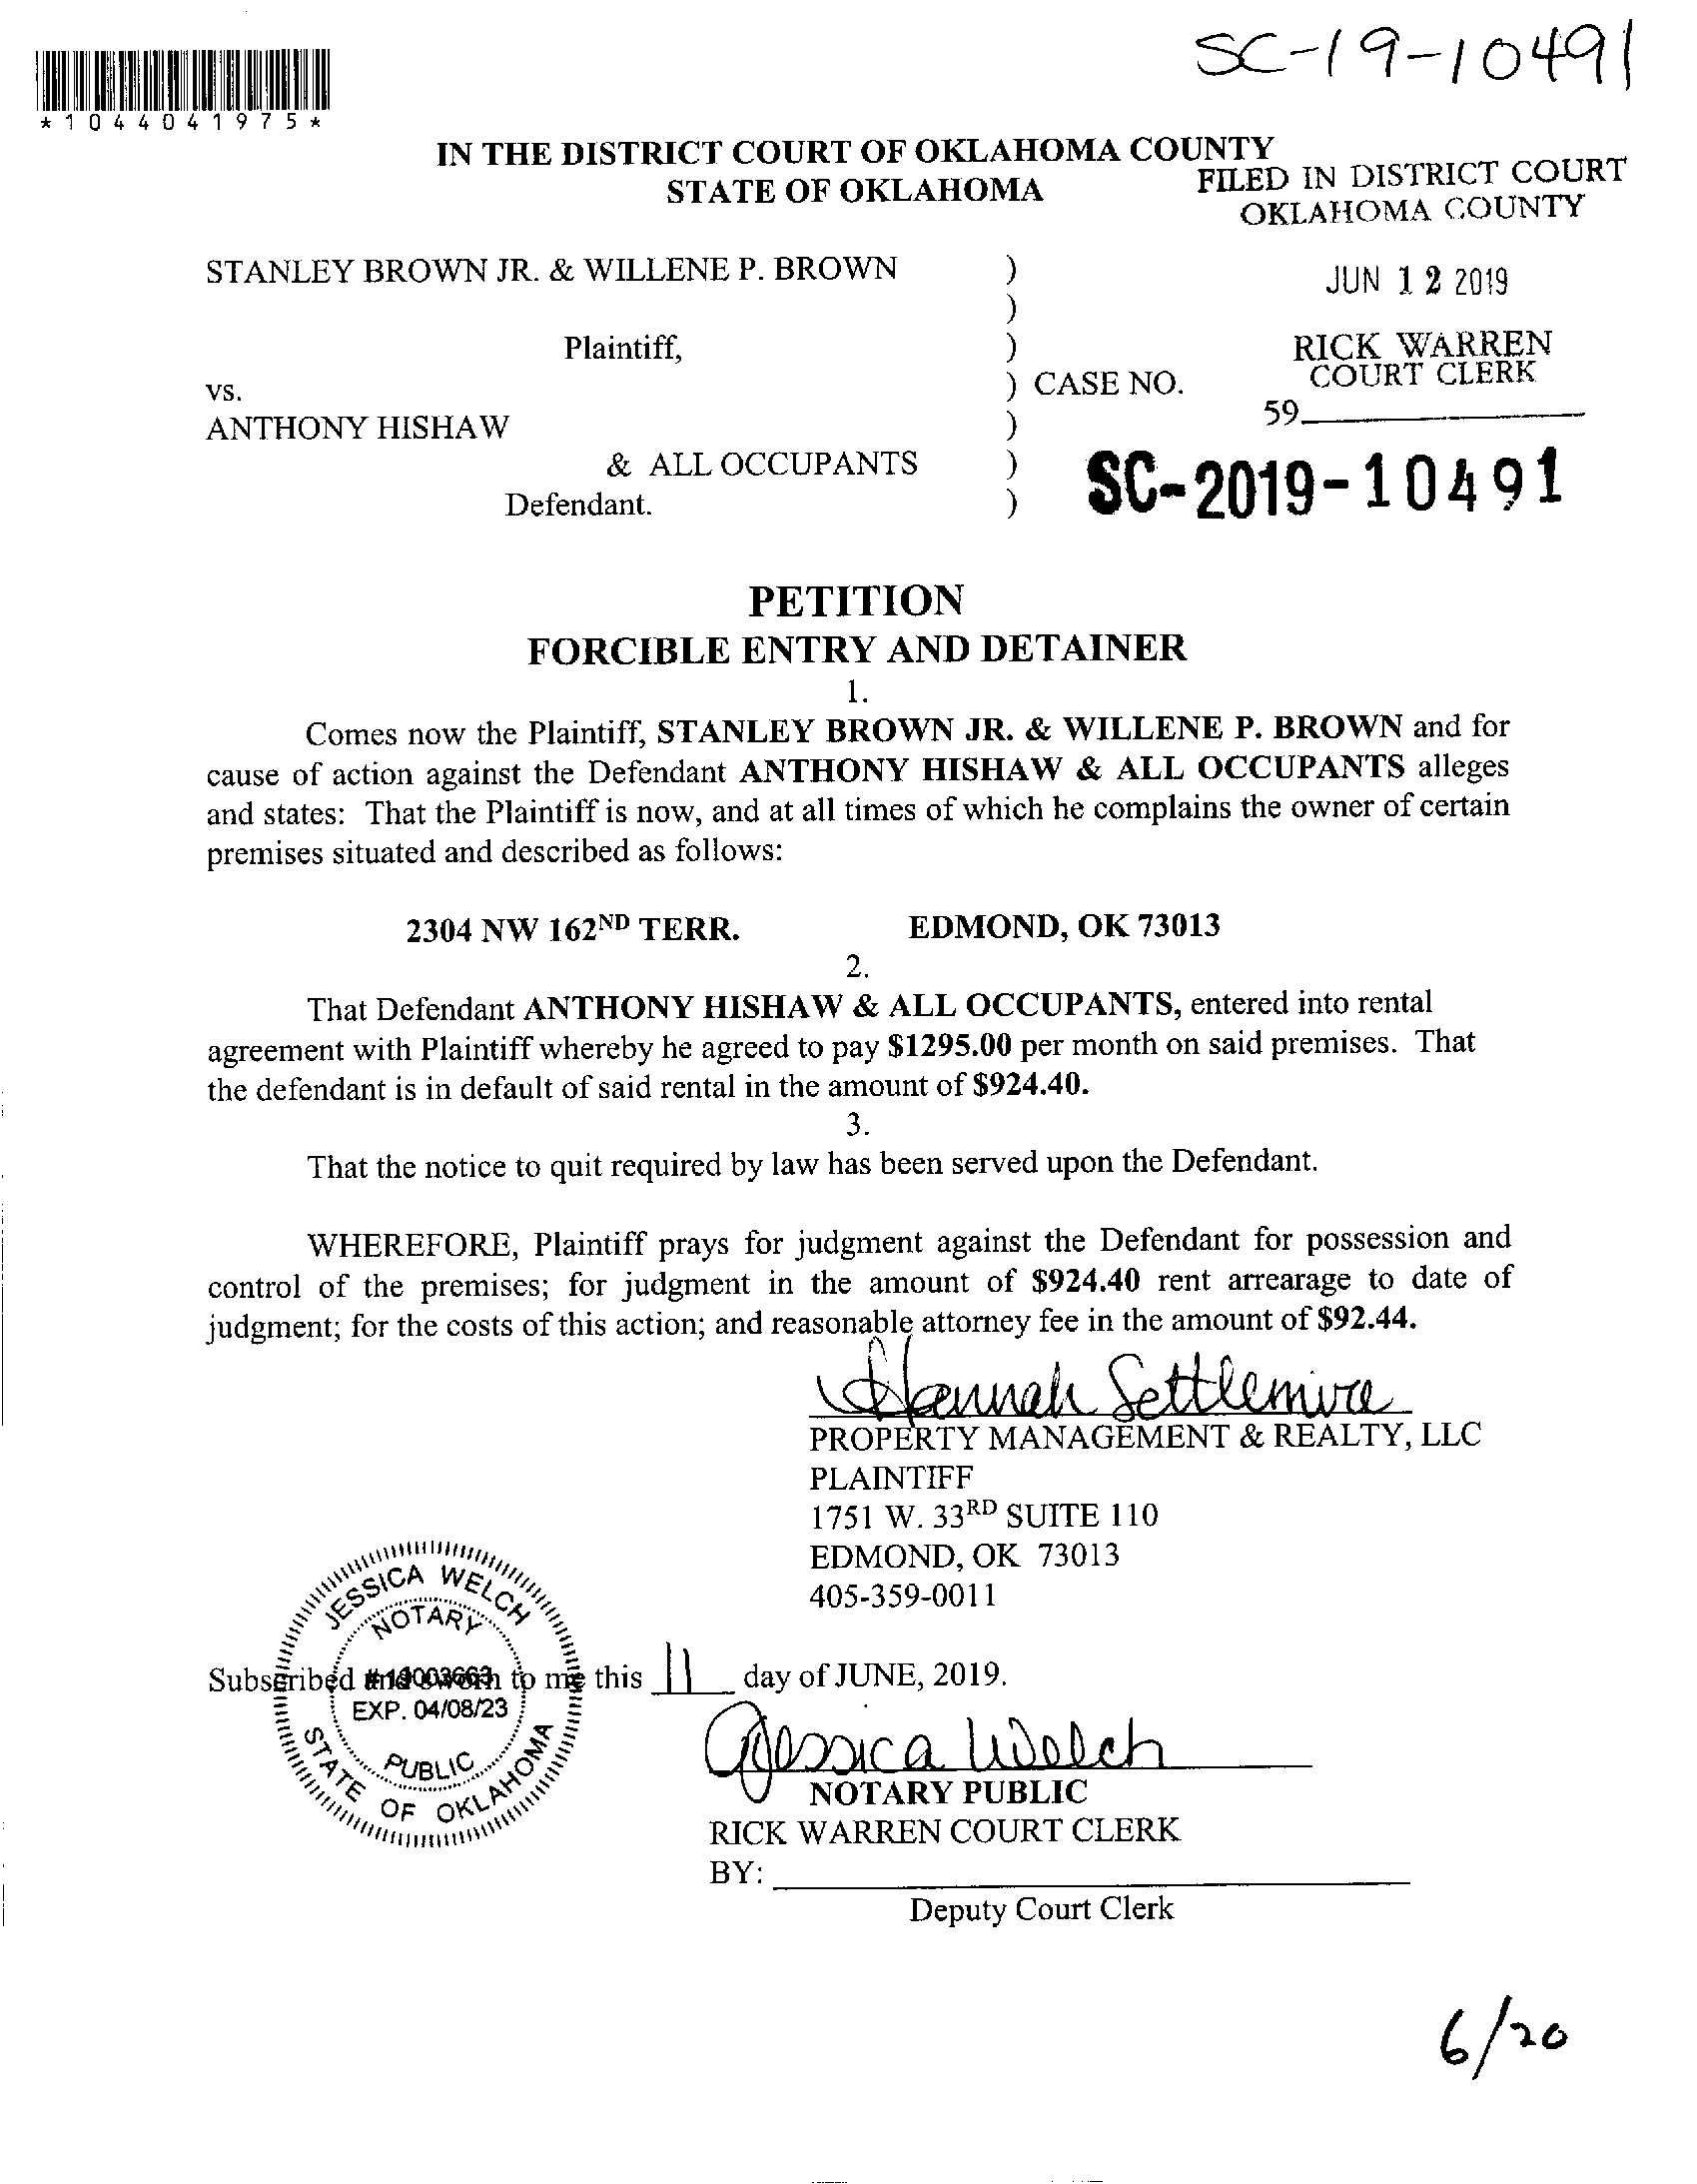 SC-19-10491
*1044041975*
IN THE DISTRICT COURT OF OKLAHOMA COUNTY
STATE OF OKLAHOMA
FILED IN DISTRICT COURT
OKLAHOMA COUNTY
STANLEY BROWN JR. & WILLENE P. BROWN )
JUN 12 2019
)
Plaintiff, )
RICK WARREN
COURT CLERK
vs. ) CASE NO.
59
ANTHONY HISHAW )
& ALL OCCUPANTS )
SC-2019-10491
Defendant. )
PETITION
FORCIBLE ENTRY AND DETAINER
1.
Comes now the Plaintiff, STANLEY BROWN JR. & WILLENE P. BROWN and for
cause of action against the Defendant ANTHONY HISHAW & ALL OCCUPANTS alleges
and states: That the Plaintiff is now, and at all times of which he complains the owner of certain
premises situated and described as follows:
2304 NW 162ND TERR. EDMOND, OK 73013
2.
That Defendant ANTHONY HISHAW & ALL OCCUPANTS, entered into rental
agreement with Plaintiff whereby he agreed to pay $1295.00 per month on said premises. That
the defendant is in default of said rental in the amount of $924.40.
3.
That the notice to quit required by law has been served upon the Defendant.
WHEREFORE, Plaintiff prays for judgment against the Defendant for possession and
control of the premises; for judgment in the amount of $924.40 rent arrearage to date of
judgment; for the costs of this action; and reasonable attorney fee in the amount of $92.44.
Hannah Settlemire
PROPERTY MANAGEMENT & REALTY, LLC
PLAINTIFF
1751 W. 33RD SUITE 110
EDMOND, OK 73013
405-359-0011
JESSICA WELCH
NOTARY
Subscribed and sworn to me this 11 day of JUNE, 2019.
EXP. 04/08/23
PUBLIC
STATE OF OKLAHOMA
Jessica Welch
NOTARY PUBLIC
RICK WARREN COURT CLERK
BY:
Deputy Court Clerk
6/20